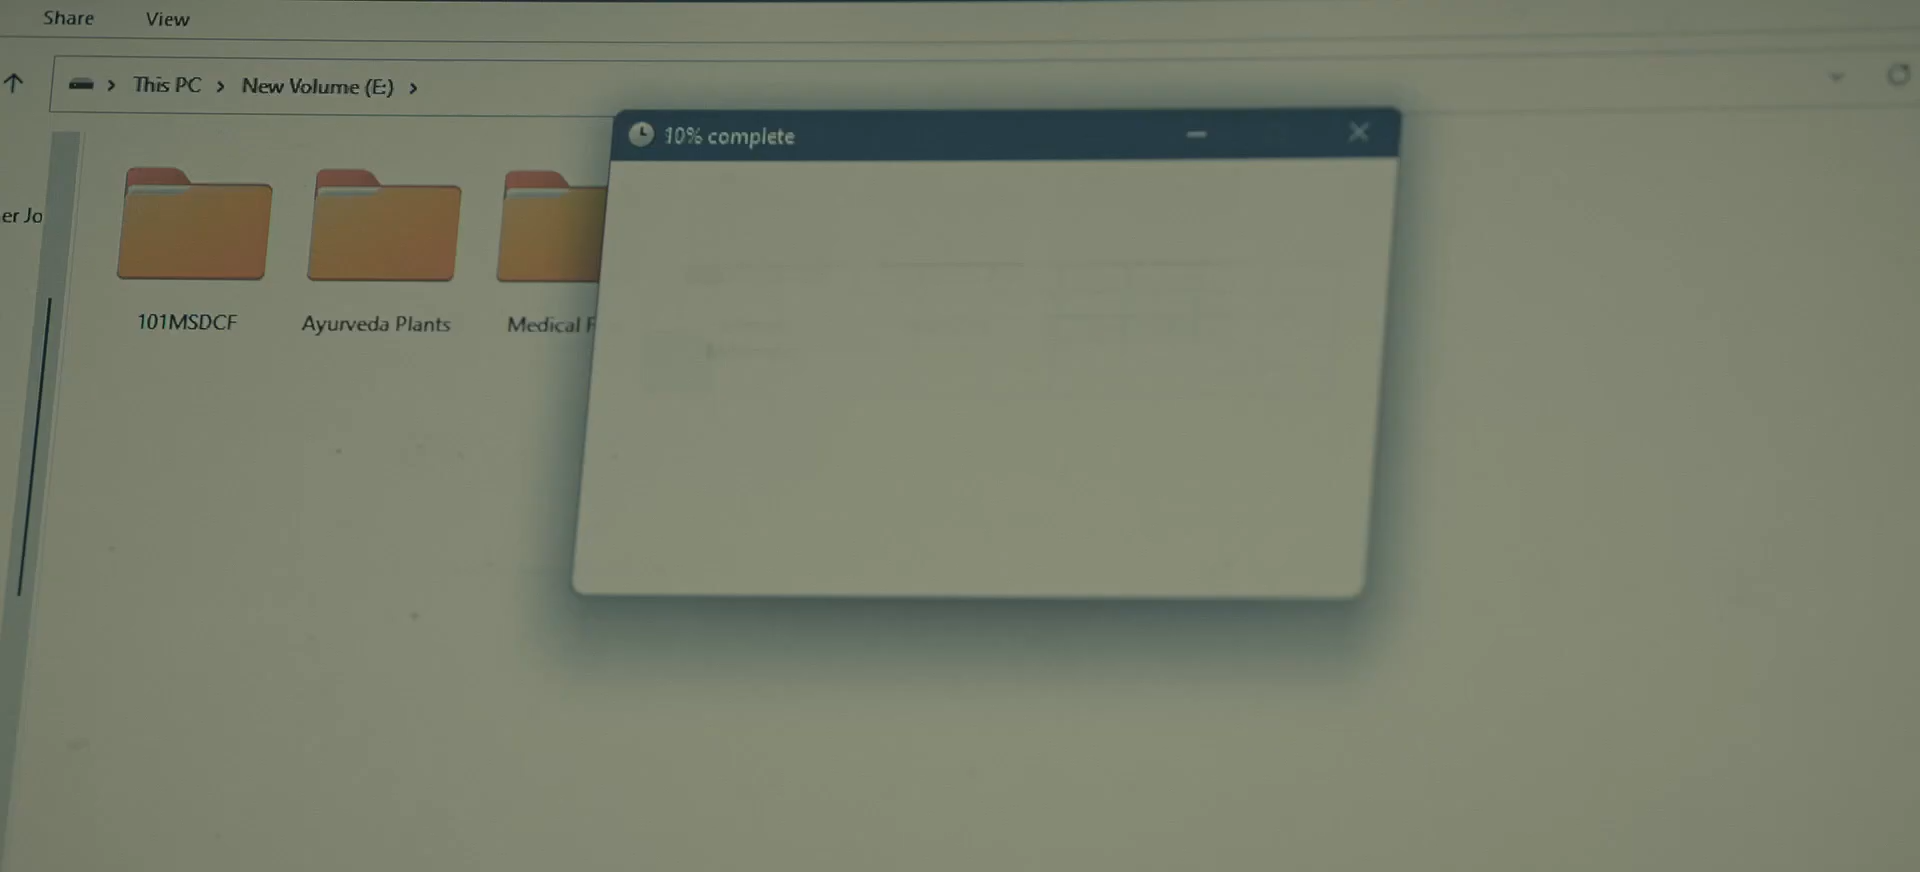 Share View
This PC > New Volume (E:) >
10% complete
er Jo
101MSDCF
Ayurveda Plants
Medical F